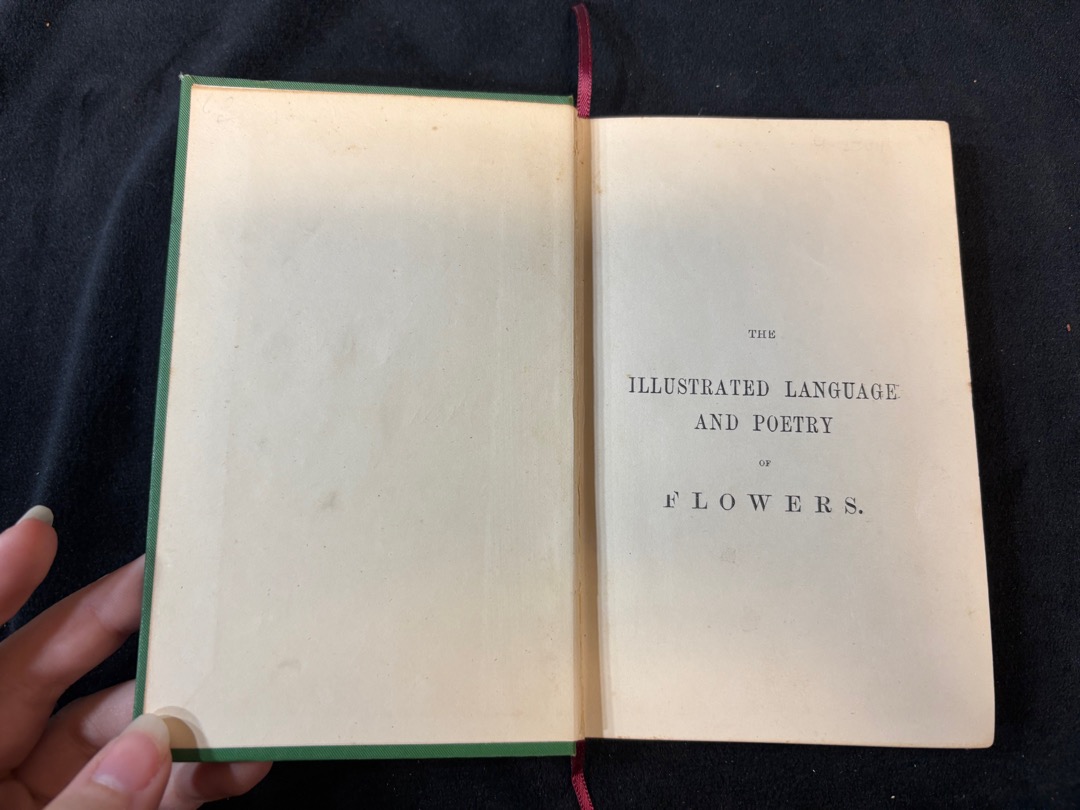 THE
ILLUSTRATED LANGUAGE
AND POETRY
OF
FLOWERS.